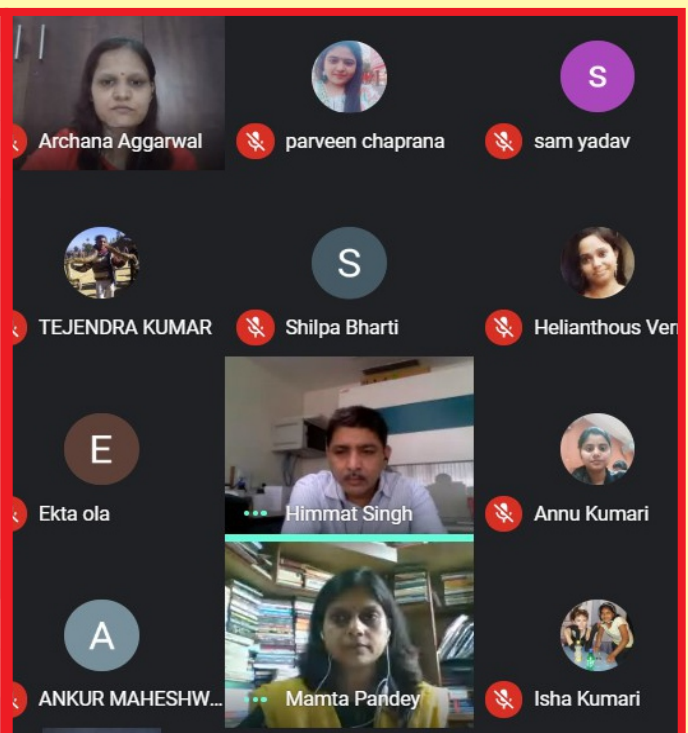 Archana Aggarwal
parveen chaprana
S
sam yadav
TEJENDRA KUMAR
S
Shilpa Bharti
Helianthous Ver
E
Ekta ola
Himmat Singh
Annu Kumari
A
ANKUR MAHESHW...
Mamta Pandey
Isha Kumari